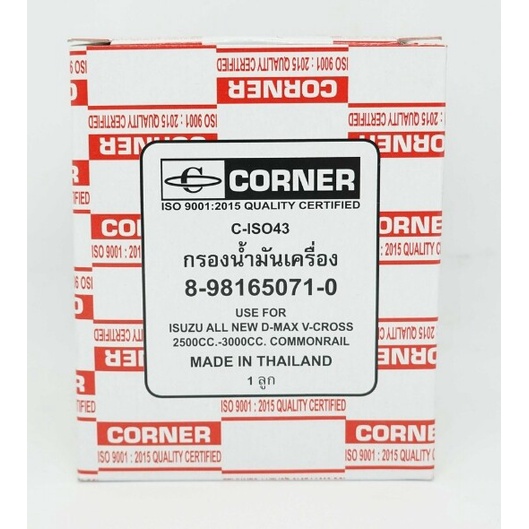 CORNER
ISO 9001:2015 QUALITY CERTIFIED
C-ISO43
กรองน้ำมันเครื่อง
8-98165071-0
USE FOR
ISUZU ALL NEW D-MAX V-CROSS
2500CC.-3000CC. COMMONRAIL
MADE IN THAILAND
1 ลูก
CORNER
ISO 9001 : 2015 QUALITY CERTIFIED
CORNER
ISO 9001 : 2015 QUALITY CERTIFIED